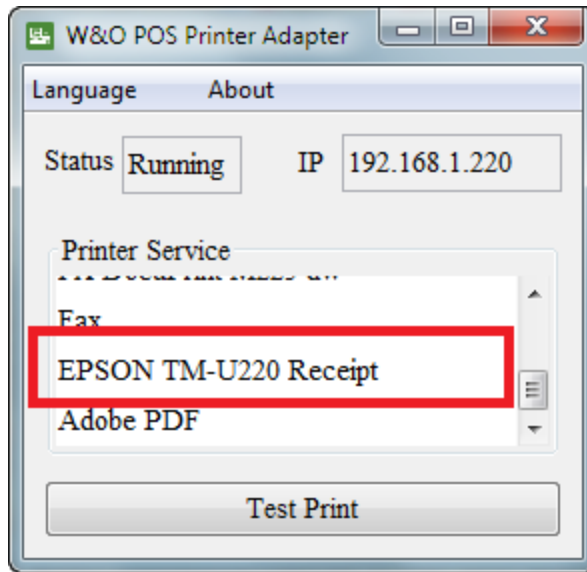 W&O POS Printer Adapter
Language About
Status Running IP 192.168.1.220
Printer Service
Fax
EPSON TM-U220 Receipt
Adobe PDF
Test Print